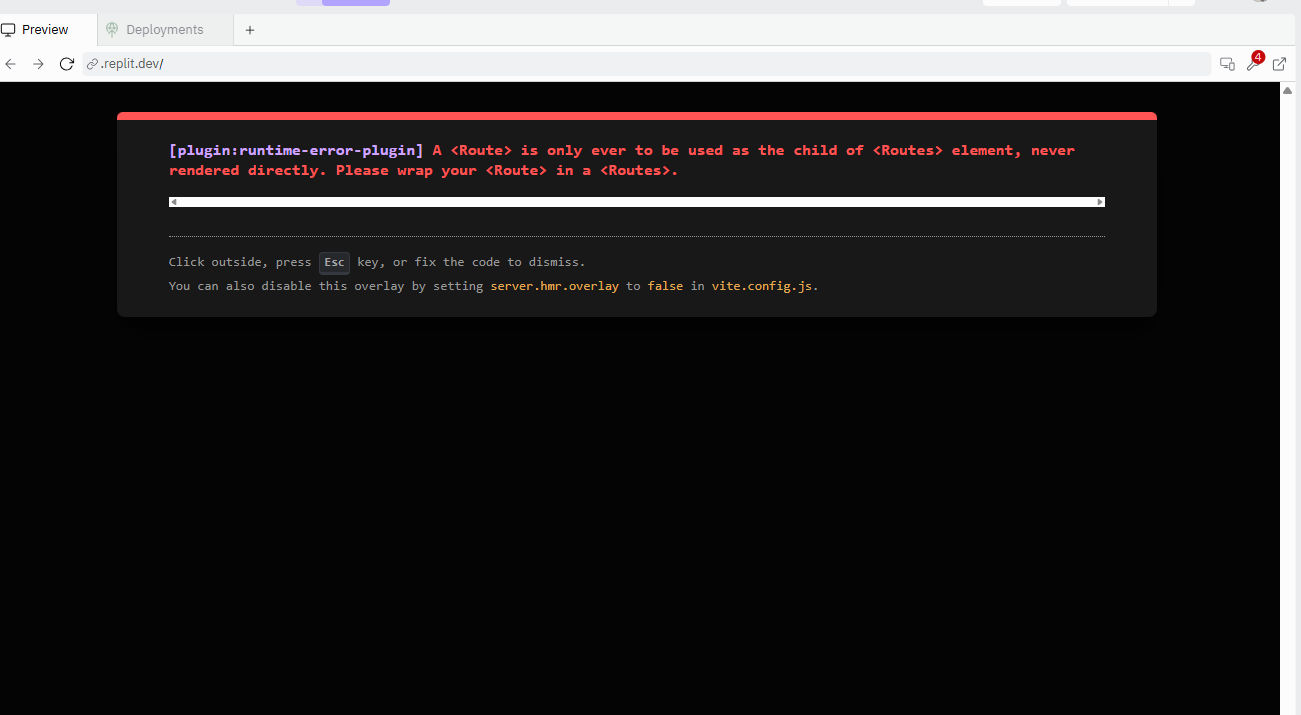 Preview
Deployments
.replit.dev/
4
[plugin:runtime-error-plugin] A <Route> is only ever to be used as the child of <Routes> element, never
rendered directly. Please wrap your <Route> in a <Routes>.
Click outside, press Esc key, or fix the code to dismiss.
You can also disable this overlay by setting server.hmr.overlay to false in vite.config.js.